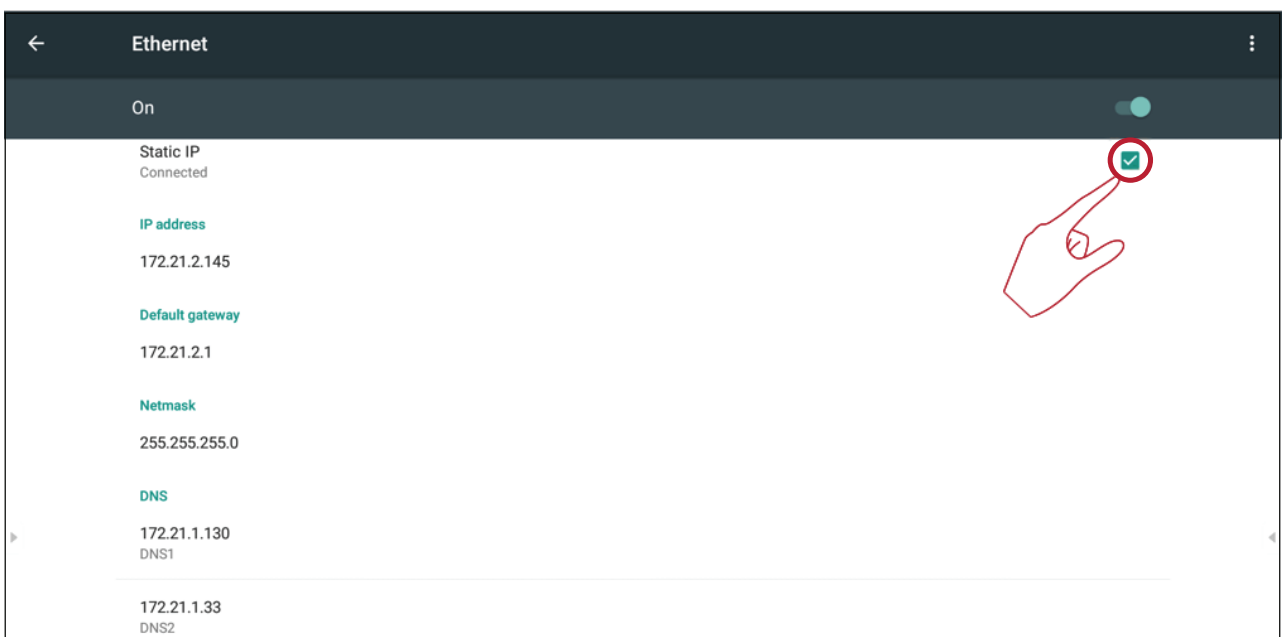 Ethernet
On
Static IP
Connected
IP address
172.21.2.145
Default gateway
172.21.2.1
Netmask
255.255.255.0
DNS
172.21.1.130
DNS1
172.21.1.33
DNS2